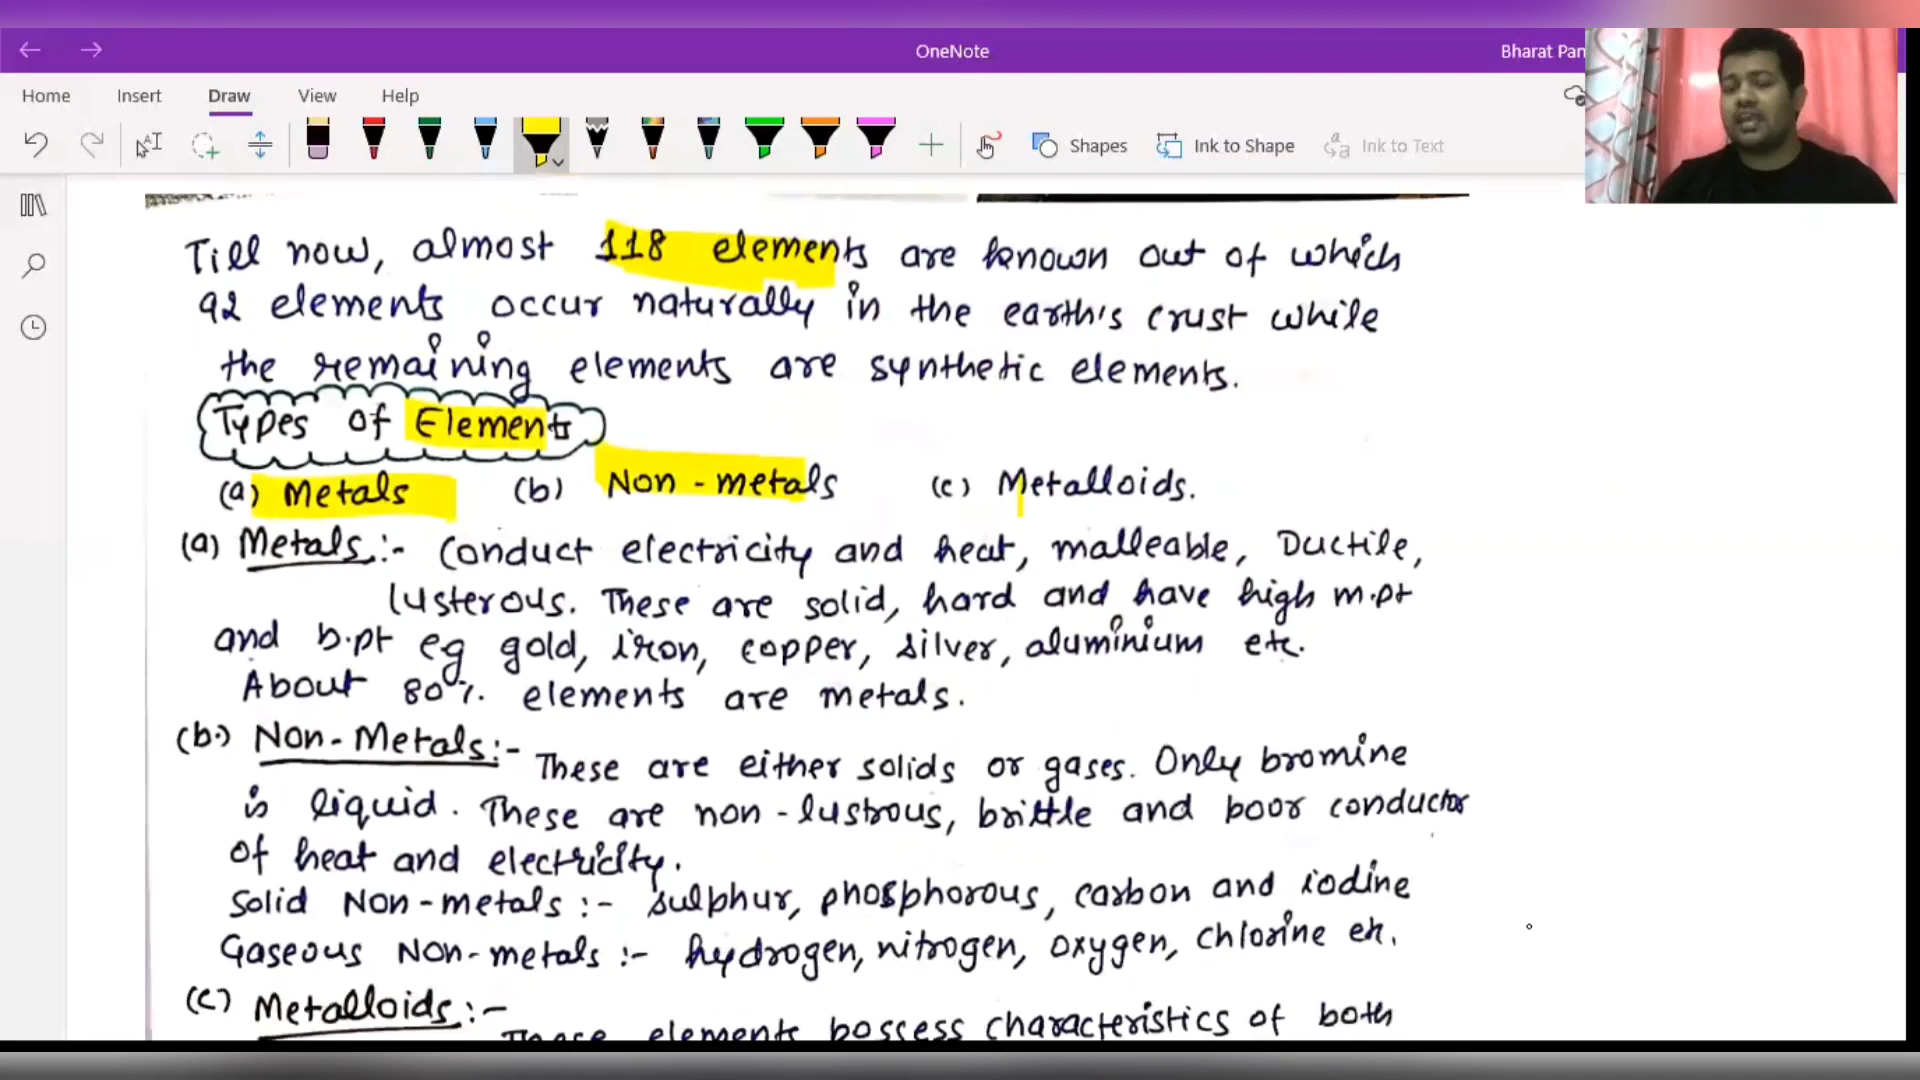 OneNote
Bharat Pan
Home Insert Draw View Help
Shapes Ink to Shape Ink to Text
Till now, almost 118 elements are known out of which
92 elements occur naturally in the earth's crust while
the remaining elements are synthetic elements.
Types of Elements
(a) Metals (b) Non-metals (c) Metalloids.
(a) Metals:- Conduct electricity and heat, malleable, Ductile,
lusterous. These are solid, hard and have high m.pt
and b.pt eg gold, iron, copper, silver, aluminium etc.
About 80%. elements are metals.
(b.) Non-Metals:- These are either solids or gases. Only bromine
is liquid. These are non-lustrous, brittle and poor conductor
of heat and electricity.
Solid Non-metals:- sulphur, phosphorous, carbon and iodine
Gaseous Non-metals:- hydrogen, nitrogen, oxygen, chlorine etc.
(c) Metalloids:-
These elements possess characteristics of both